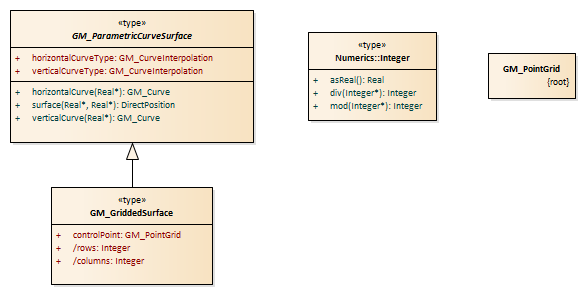 «type»
GM_ParametricCurveSurface
+ horizontalCurveType: GM_CurveInterpolation
+ verticalCurveType: GM_CurveInterpolation
+ horizontalCurve(Real*): GM_Curve
+ surface(Real*, Real*): DirectPosition
+ verticalCurve(Real*): GM_Curve
«type»
GM_GriddedSurface
+ controlPoint: GM_PointGrid
+ /rows: Integer
+ /columns: Integer
«type»
Numerics::Integer
+ asReal(): Real
+ div(Integer*): Integer
+ mod(Integer*): Integer
GM_PointGrid
{root}